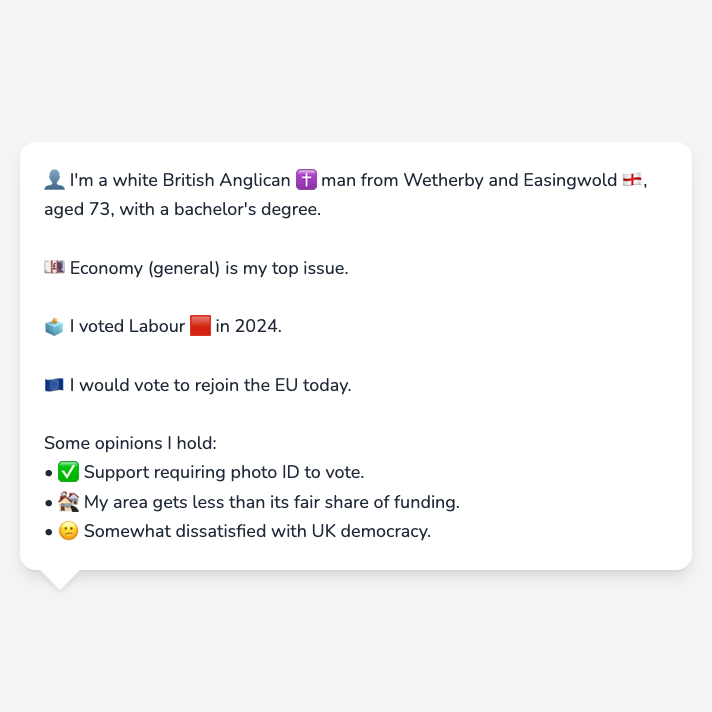 👤 I'm a white British Anglican ✝️ man from Wetherby and Easingwold 🏴󠁧󠁢󠁥󠁮󠁧󠁿,
aged 73, with a bachelor's degree.
💷 Economy (general) is my top issue.
🗳️ I voted Labour 🟥 in 2024.
🇪🇺 I would vote to rejoin the EU today.
Some opinions I hold:
• ✅ Support requiring photo ID to vote.
• 🏘️ My area gets less than its fair share of funding.
• 😕 Somewhat dissatisfied with UK democracy.